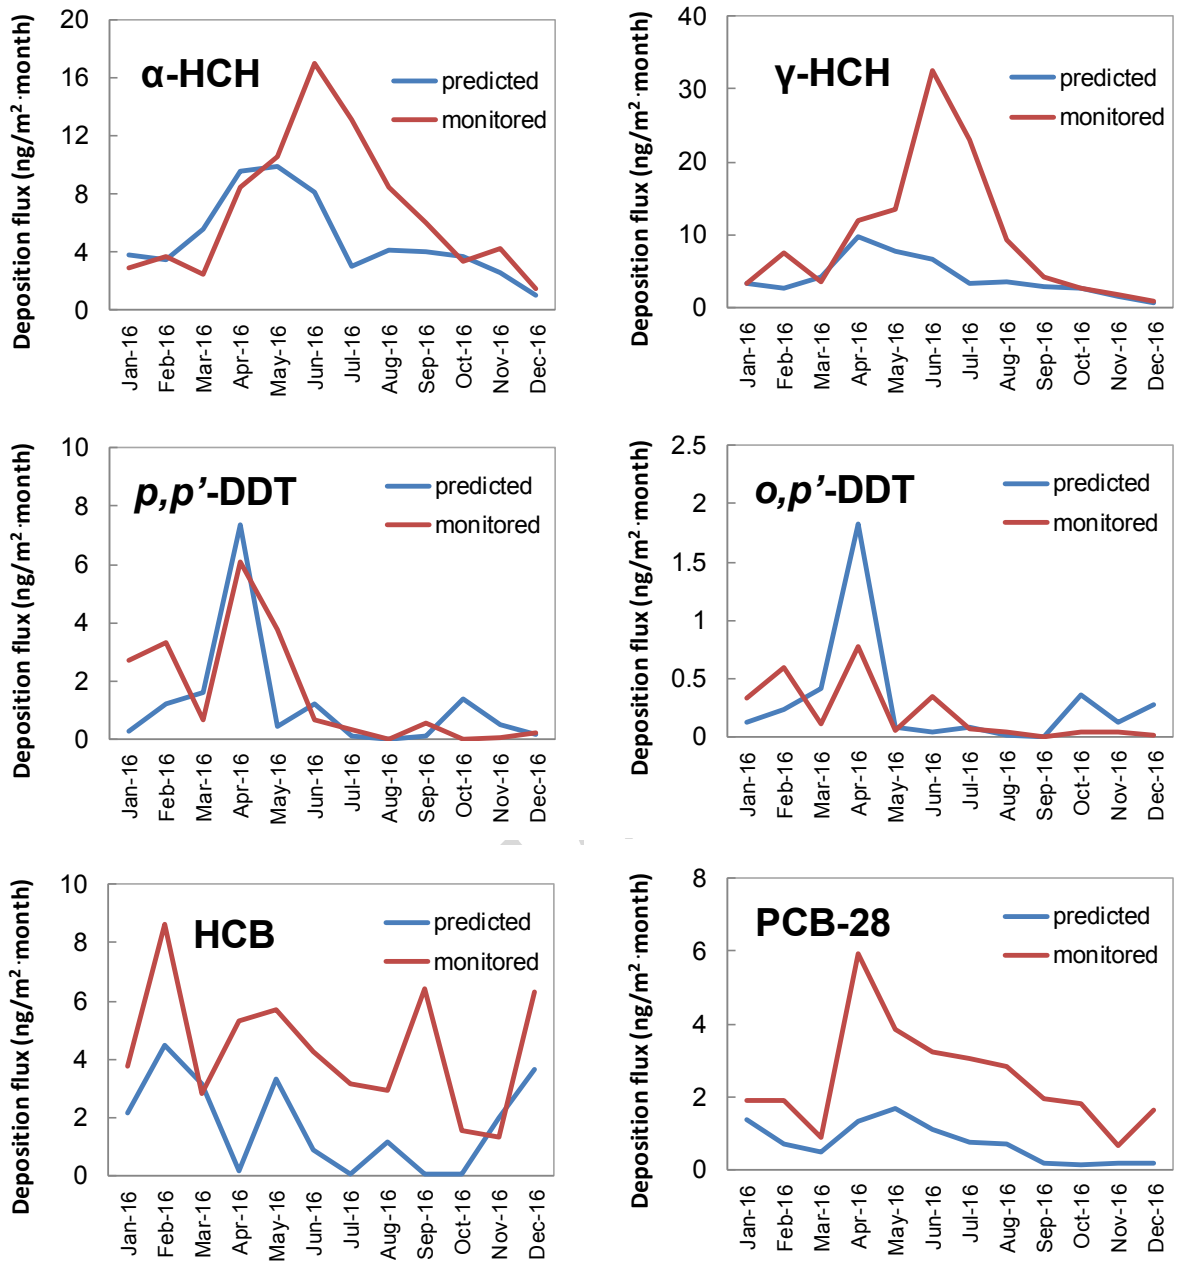 Deposition flux (ng/m²·month)
20
16
12
8
4
0
α-HCH
predicted
monitored
Jan-16
Feb-16
Mar-16
Apr-16
May-16
Jun-16
Jul-16
Aug-16
Sep-16
Oct-16
Nov-16
Dec-16
Deposition flux (ng/m²·month)
40
30
20
10
0
γ-HCH
predicted
monitored
Jan-16
Feb-16
Mar-16
Apr-16
May-16
Jun-16
Jul-16
Aug-16
Sep-16
Oct-16
Nov-16
Dec-16
Deposition flux (ng/m²·month)
10
8
6
4
2
0
p,p’-DDT
predicted
monitored
Jan-16
Feb-16
Mar-16
Apr-16
May-16
Jun-16
Jul-16
Aug-16
Sep-16
Oct-16
Nov-16
Dec-16
Deposition flux (ng/m²·month)
2.5
2
1.5
1
0.5
0
o,p’-DDT
predicted
monitored
Jan-16
Feb-16
Mar-16
Apr-16
May-16
Jun-16
Jul-16
Aug-16
Sep-16
Oct-16
Nov-16
Dec-16
Deposition flux (ng/m²·month)
10
8
6
4
2
0
HCB
predicted
monitored
Jan-16
Feb-16
Mar-16
Apr-16
May-16
Jun-16
Jul-16
Aug-16
Sep-16
Oct-16
Nov-16
Dec-16
Deposition flux (ng/m²·month)
8
6
4
2
0
PCB-28
predicted
monitored
Jan-16
Feb-16
Mar-16
Apr-16
May-16
Jun-16
Jul-16
Aug-16
Sep-16
Oct-16
Nov-16
Dec-16